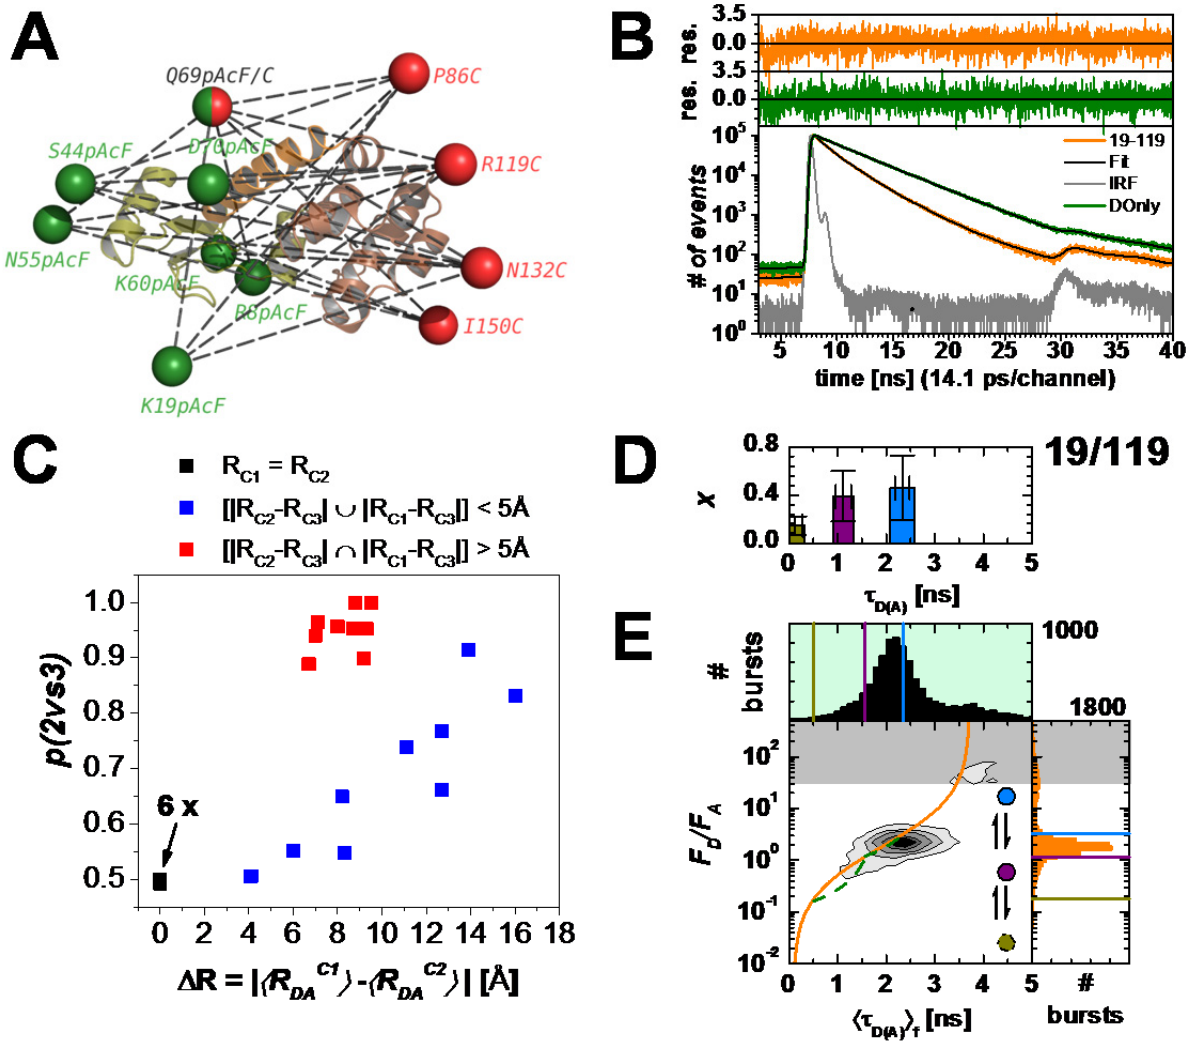 A
Q69pAcF/C
P86C
S44pAcF
D70pAcF
R119C
N55pAcF
K60pAcF
R8pAcF
N132C
I150C
K19pAcF
B
3.5
0.0
3.5
0.0
res.
res.
10^5
10^4
10^3
10^2
10^1
10^0
# of events
19-119
Fit
IRF
DOnly
5 10 15 20 25 30 35 40
time [ns] (14.1 ps/channel)
C
R_C1 = R_C2
[|R_C2-R_C3| ∪ |R_C1-R_C3|] < 5Å
[|R_C2-R_C3| ∩ |R_C1-R_C3|] > 5Å
1.0
0.9
0.8
0.7
0.6
0.5
p(2vs3)
6 x
0 2 4 6 8 10 12 14 16 18
ΔR = |⟨R_DA^C1⟩-⟨R_DA^C2⟩| [Å]
D
19/119
0.8
0.4
0.0
x
0 1 2 3 4 5
τ_D(A) [ns]
E
# bursts
1000
1800
10^2
10^1
10^0
10^-1
10^-2
F_D/F_A
0 1 2 3 4 5
⟨τ_D(A)⟩_f [ns]
#
bursts